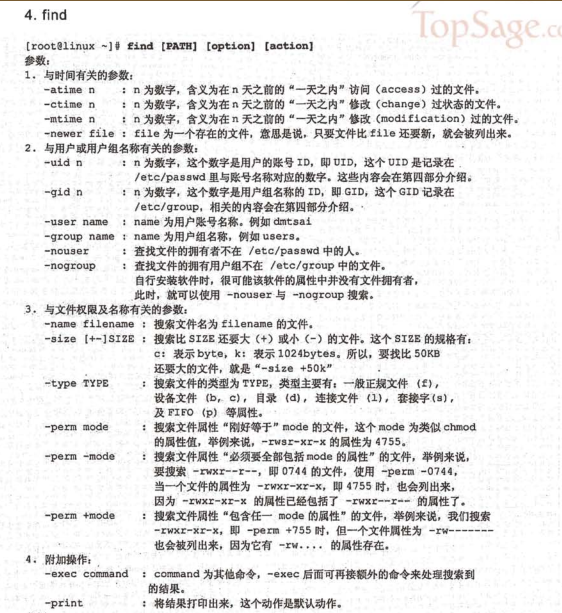 4. find
TopSage.co
[root@linux ~]# find [PATH] [option] [action]
参数:
1. 与时间有关的参数:
-atime n : n 为数字，含义为在 n 天之前的“一天之内”访问（access）过的文件。
-ctime n : n 为数字，含义为在 n 天之前的“一天之内”修改（change）过状态的文件。
-mtime n : n 为数字，含义为在 n 天之前的“一天之内”修改（modification）过的文件。
-newer file : file 为一个存在的文件，意思是说，只要文件比 file 还要新，就会被列出来。
2. 与用户或用户组名称有关的参数:
-uid n : n 为数字，这个数字是用户的账号 ID，即 UID，这个 UID 是记录在
/etc/passwd 里与账号名称对应的数字。这些内容会在第四部分介绍。
-gid n : n 为数字，这个数字是用户组名称的 ID，即 GID，这个 GID 记录在
/etc/group，相关的内容会在第四部分介绍。
-user name : name 为用户账号名称。例如 dmtsai
-group name : name 为用户组名称，例如 users。
-nouser : 查找文件的拥有者不在 /etc/passwd 中的人。
-nogroup : 查找文件的拥有用户组不在 /etc/group 中的文件。
自行安装软件时，很可能该软件的属性中并没有文件拥有者，
此时，就可以使用 -nouser 与 -nogroup 搜索。
3. 与文件权限及名称有关的参数:
-name filename : 搜索文件名为 filename 的文件。
-size [+-]SIZE : 搜索比 SIZE 还要大（+）或小（-）的文件。这个 SIZE 的规格有:
c: 表示 byte，k: 表示 1024bytes。所以，要找比 50KB
还要大的文件，就是“-size +50k”
-type TYPE : 搜索文件的类型为 TYPE，类型主要有: 一般正规文件 (f)，
设备文件 (b, c)，目录 (d)，连接文件 (l)，套接字(s)，
及 FIFO (p) 等属性。
-perm mode : 搜索文件属性“刚好等于”mode 的文件，这个 mode 为类似 chmod
的属性值，举例来说，-rwsr-xr-x 的属性为 4755。
-perm -mode : 搜索文件属性“必须要全部包括 mode 的属性”的文件，举例来说，
要搜索 -rwxr--r--，即 0744 的文件，使用 -perm -0744，
当一个文件的属性为 -rwsr-xr-x，即 4755 时，也会列出来，
因为 -rwxr-xr-x 的属性已经包括了 -rwxr--r-- 的属性了。
-perm +mode : 搜索文件属性“包含任一 mode 的属性”的文件，举例来说，我们搜索
-rwxr-xr-x，即 -perm +755 时，但一个文件属性为 -rw-------
也会被列出来，因为它有 -rw.... 的属性存在。
4. 附加操作:
-exec command : command 为其他命令，-exec 后面可再接额外的命令来处理搜索到
的结果。
-print : 将结果打印出来，这个动作是默认动作。